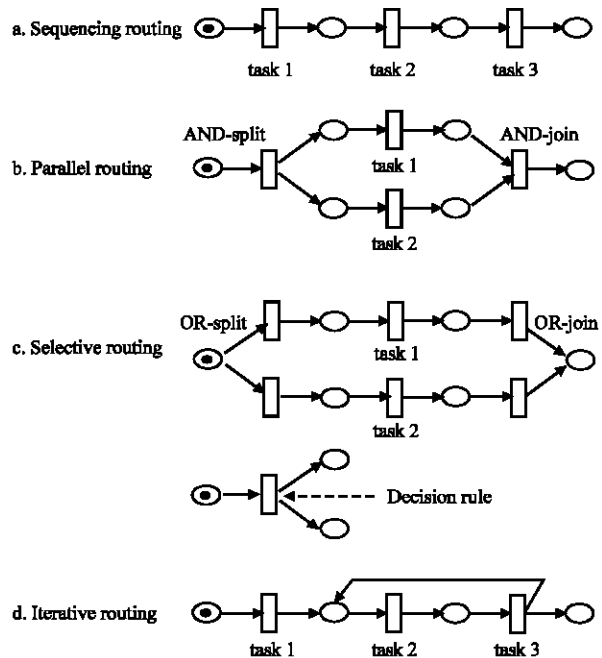 a. Sequencing routing
task 1
task 2
task 3
AND-split
AND-join
b. Parallel routing
task 1
task 2
OR-split
OR-join
c. Selective routing
task 1
task 2
Decision rule
d. Iterative routing
task 1
task 2
task 3